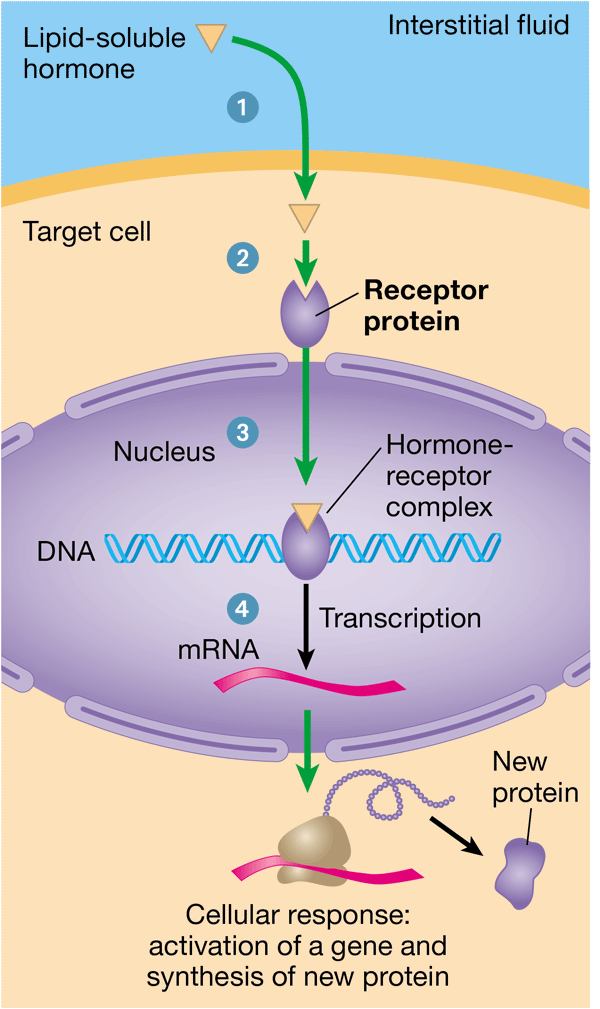 Lipid-soluble
hormone
Interstitial fluid
1
Target cell
2
Receptor
protein
3
Nucleus
Hormone-
receptor
complex
DNA
4
Transcription
mRNA
New
protein
Cellular response:
activation of a gene and
synthesis of new protein